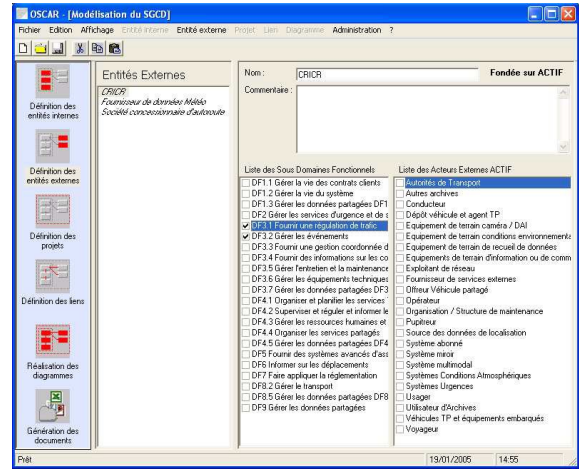 OSCAR - [Modélisation du SGCD]
Fichier Edition Affichage Entité interne Entité externe Projet Lien Diagramme Administration ?
Définition des
entités internes
Définition des
entités externes
Définition des
projets
Définition des liens
Réalisation des
diagrammes
Génération des
documents
Entités Externes
CRICR
Fournisseur de données Météo
Société concessionnaire d'autoroute
Nom :
CRICR
Fondée sur ACTIF
Commentaire :
Liste des Sous Domaines Fonctionnels
DF1.1 Gérer la vie des contrats clients
DF1.2 Gérer la vie du système
DF1.3 Gérer les données partagées DF1
DF2 Gérer les services d'urgence et de s
DF3.1 Fournir une régulation de trafic
DF3.2 Gérer les événements
DF3.3 Fournir une gestion coordonnée d
DF3.4 Fournir des informations sur les co
DF3.5 Gérer l'entretien et la maintenance
DF3.6 Gérer les équipements techniques
DF3.7 Gérer les données partagées DF3
DF4.1 Organiser et planifier les services
DF4.2 Superviser et réguler et informer le
DF4.3 Gérer les ressources humaines et
DF4.4 Organiser les services partagés
DF4.5 Gérer les données partagées DF4
DF5 Fournir des systèmes avancés d'ass
DF6 Informer sur les déplacements
DF7 Faire appliquer la réglementation
DF8.2 Gérer le transport
DF8.5 Gérer les données partagées DF8
DF9 Gérer les données partagées
Liste des Acteurs Externes ACTIF
Autorités de Transport
Autres archives
Conducteur
Dépôt véhicule et agent TP
Equipement de terrain caméra / DAI
Equipement de terrain conditions environnementa
Equipement de terrain de recueil de données
Equipements de terrain d'information ou de comm
Exploitant de réseau
Fournisseur de services externes
Offreur Véhicule partagé
Opérateur
Organisation / Structure de maintenance
Pupitreur
Source des données de localisation
Système abonné
Système miroir
Système multimodal
Systèmes Conditions Atmosphériques
Systèmes Urgences
Usager
Utilisateur d'Archives
Véhicules TP et équipements embarqués
Voyageur
Prêt
19/01/2005
14:55